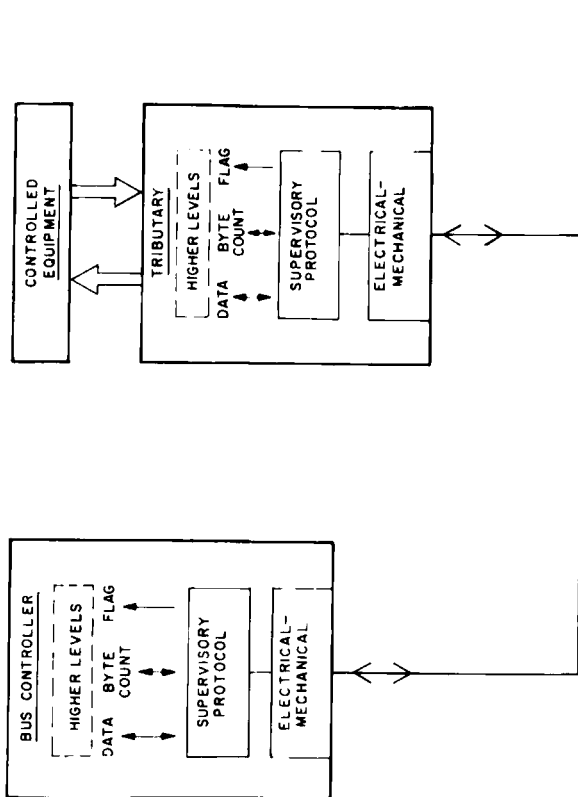 BUS CONTROLLER
HIGHER LEVELS
DATA BYTE COUNT FLAG
SUPERVISORY
PROTOCOL
ELECTRICAL-
MECHANICAL
CONTROLLED
EQUIPMENT
TRIBUTARY
HIGHER LEVELS
DATA BYTE COUNT FLAG
SUPERVISORY
PROTOCOL
ELECTRICAL-
MECHANICAL